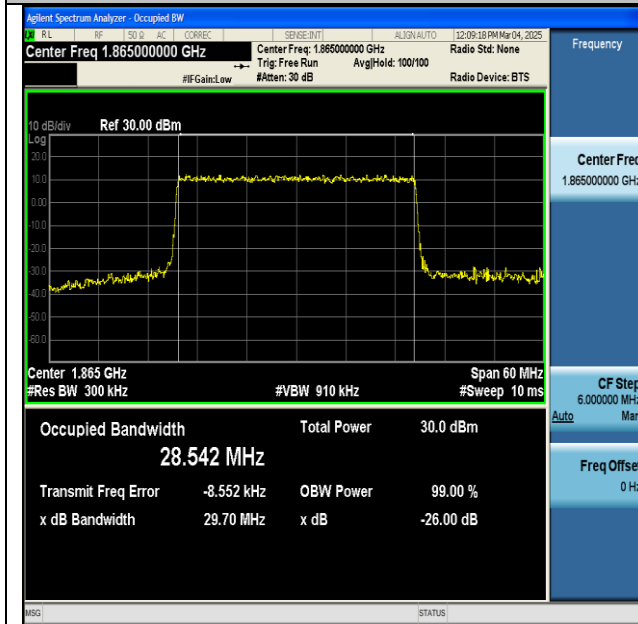 Agilent Spectrum Analyzer - Occupied BW
RL RF 50 Ω AC CORREC SENSE:INT ALIGN AUTO 12:09:18 PM Mar 04, 2025
Center Freq 1.865000000 GHz
Center Freq: 1.865000000 GHz
Radio Std: None
Trig: Free Run Avg|Hold: 100/100
#IFGain:Low #Atten: 30 dB Radio Device: BTS
Frequency
10 dB/div Ref 30.00 dBm
Log
20.0
10.0
0.00
-10.0
-20.0
-30.0
-40.0
-50.0
-60.0
Center Freq
1.865000000 GHz
Center 1.865 GHz Span 60 MHz
#Res BW 300 kHz #VBW 910 kHz #Sweep 10 ms
CF Step
6.000000 MHz
Auto Man
Freq Offset
0 Hz
Occupied Bandwidth Total Power 30.0 dBm
28.542 MHz
Transmit Freq Error -8.552 kHz OBW Power 99.00 %
x dB Bandwidth 29.70 MHz x dB -26.00 dB
MSG STATUS